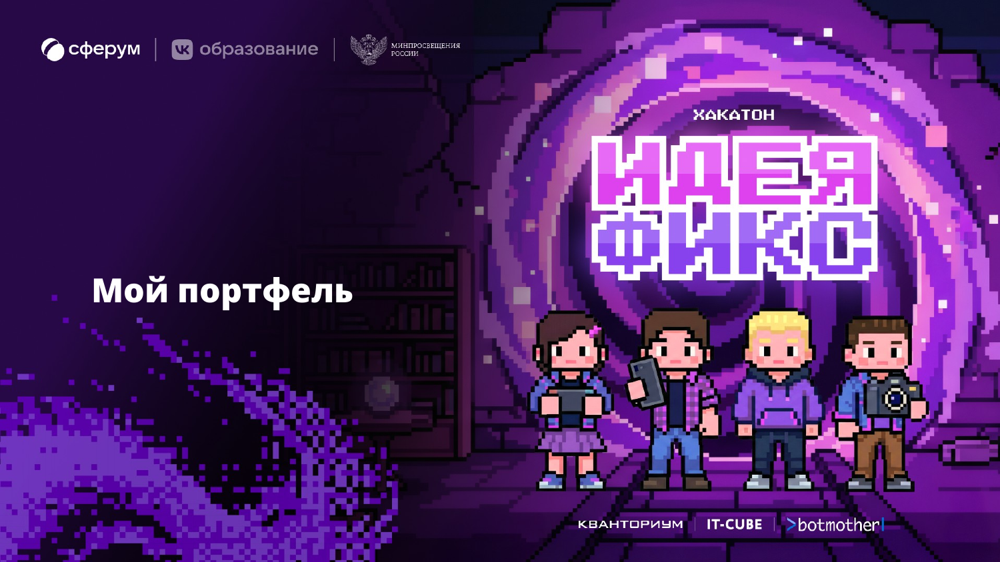 сферум
образование
МИНПРОСВЕЩЕНИЯ
РОССИИ
ХАКАТОН
ИДЕЯ
ФИКС
Мой портфель
КВАНТОРИУМ
IT-CUBE
>botmother